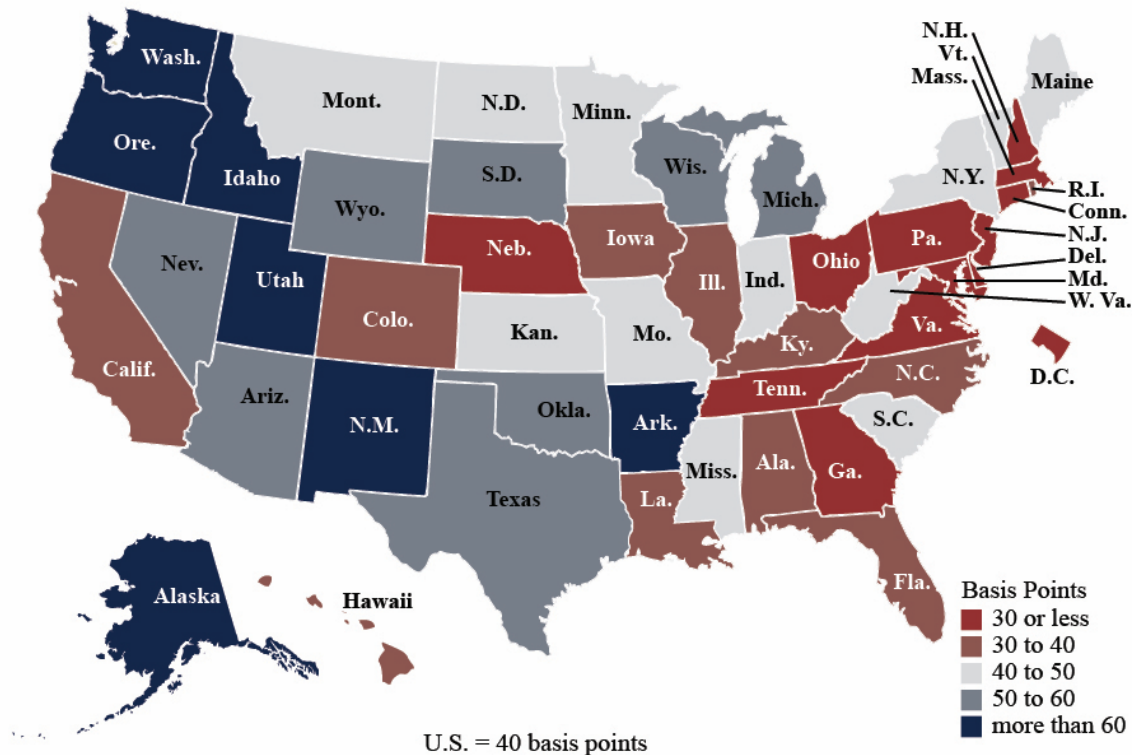 N.H.
Vt.
Mass.
Maine
Wash.
Mont.
N.D.
Minn.
Ore.
Idaho
S.D.
Wis.
Mich.
N.Y.
R.I.
Conn.
N.J.
Del.
Md.
W. Va.
Wyo.
Neb.
Iowa
Ill.
Ind.
Ohio
Pa.
Nev.
Utah
Colo.
Kan.
Mo.
Ky.
Va.
D.C.
Calif.
Ariz.
N.M.
Okla.
Ark.
Tenn.
N.C.
S.C.
Texas
La.
Miss.
Ala.
Ga.
Fla.
Alaska
Hawaii
Basis Points
30 or less
30 to 40
40 to 50
50 to 60
more than 60
U.S. = 40 basis points